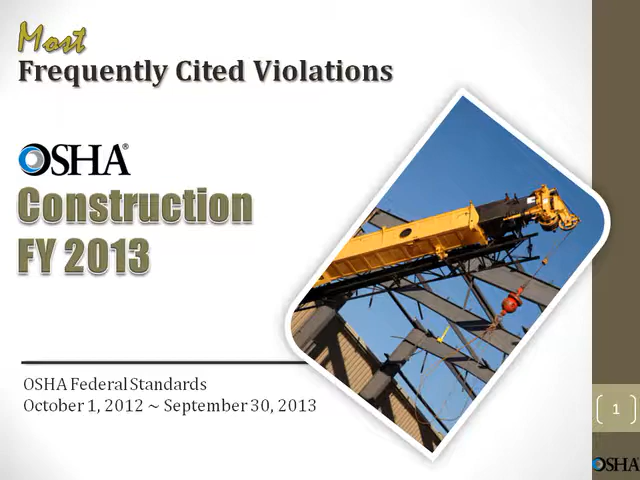 Most
Frequently Cited Violations
OSHA®
Construction
FY 2013
OSHA Federal Standards
October 1, 2012 ~ September 30, 2013
1
OSHA